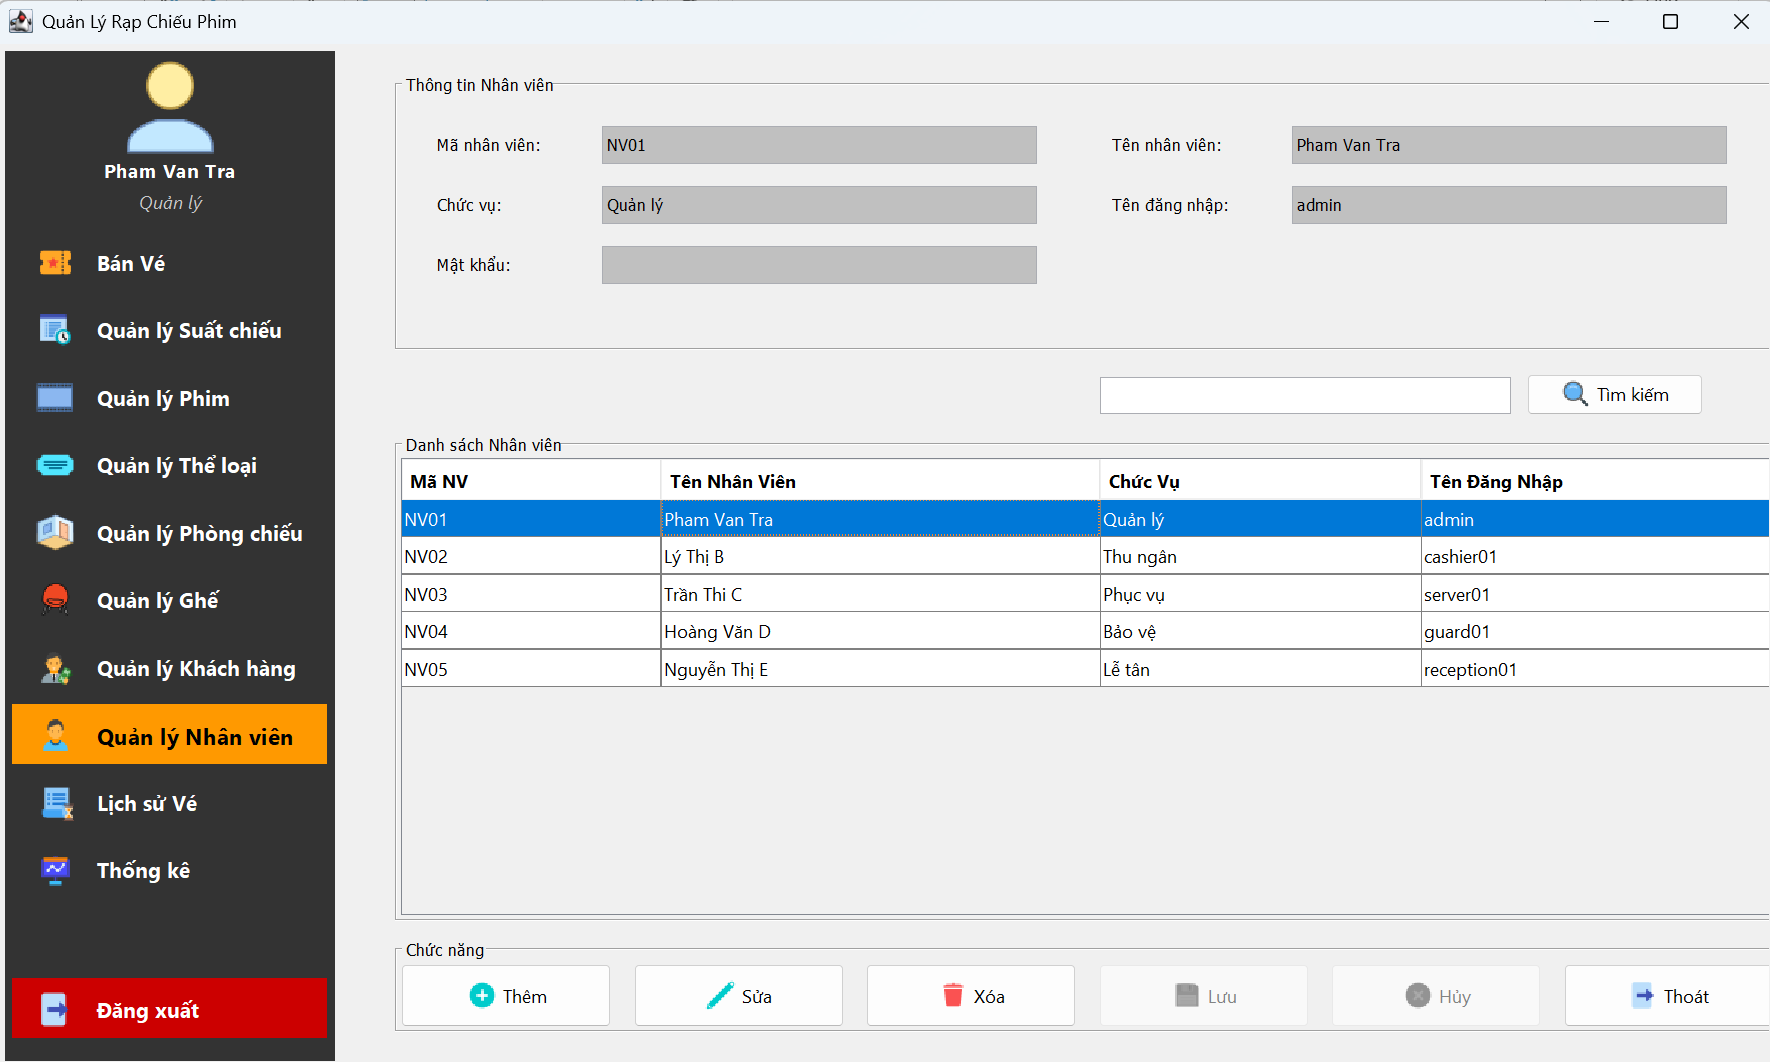 Quản Lý Rạp Chiếu Phim
Pham Van Tra
Quản lý
Bán Vé
Quản lý Suất chiếu
Quản lý Phim
Quản lý Thể loại
Quản lý Phòng chiếu
Quản lý Ghế
Quản lý Khách hàng
Quản lý Nhân viên
Lịch sử Vé
Thống kê
Đăng xuất
Thông tin Nhân viên
Mã nhân viên: NV01 Tên nhân viên: Pham Van Tra
Chức vụ: Quản lý Tên đăng nhập: admin
Mật khẩu:
Tìm kiếm
Danh sách Nhân viên
Mã NV Tên Nhân Viên Chức Vụ Tên Đăng Nhập
NV01 Pham Van Tra Quản lý admin
NV02 Lý Thị B Thu ngân cashier01
NV03 Trần Thi C Phục vụ server01
NV04 Hoàng Văn D Bảo vệ guard01
NV05 Nguyễn Thị E Lễ tân reception01
Chức năng
Thêm Sửa Xóa Lưu Hủy Thoát